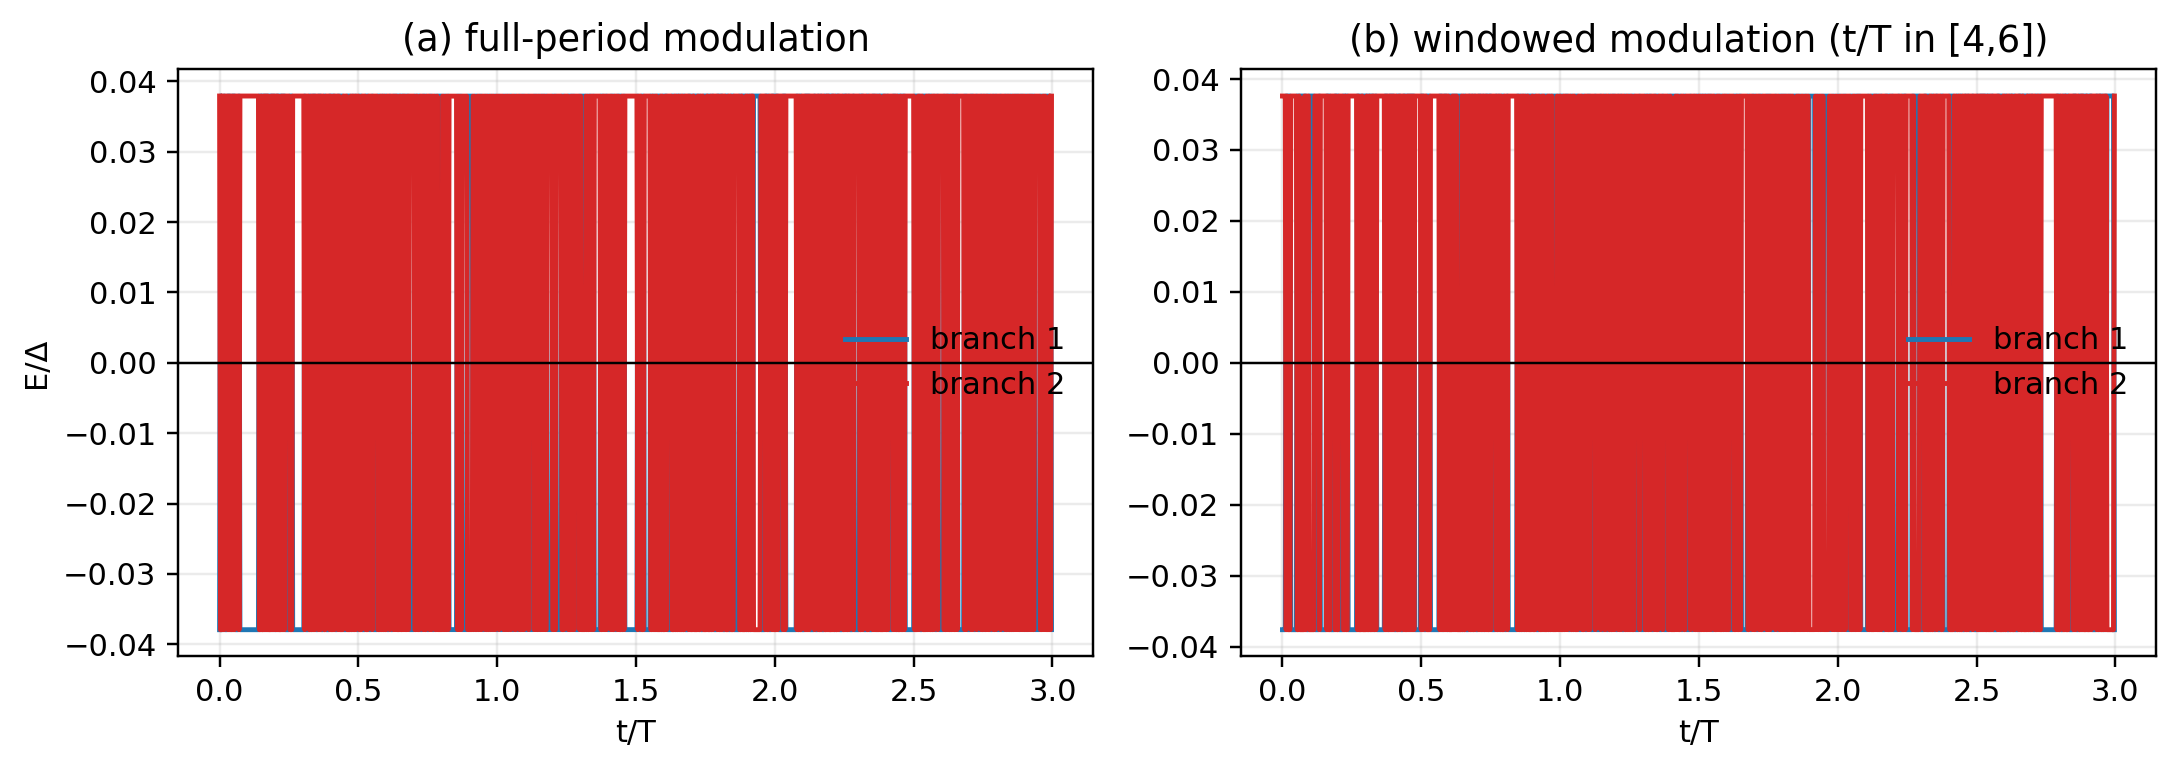 (a) full-period modulation
0.04
0.03
0.02
0.01
0.00
−0.01
−0.02
−0.03
−0.04
E/Δ
branch 1
branch 2
0.0 0.5 1.0 1.5 2.0 2.5 3.0
t/T
(b) windowed modulation (t/T in [4,6])
0.04
0.03
0.02
0.01
0.00
−0.01
−0.02
−0.03
−0.04
branch 1
branch 2
0.0 0.5 1.0 1.5 2.0 2.5 3.0
t/T